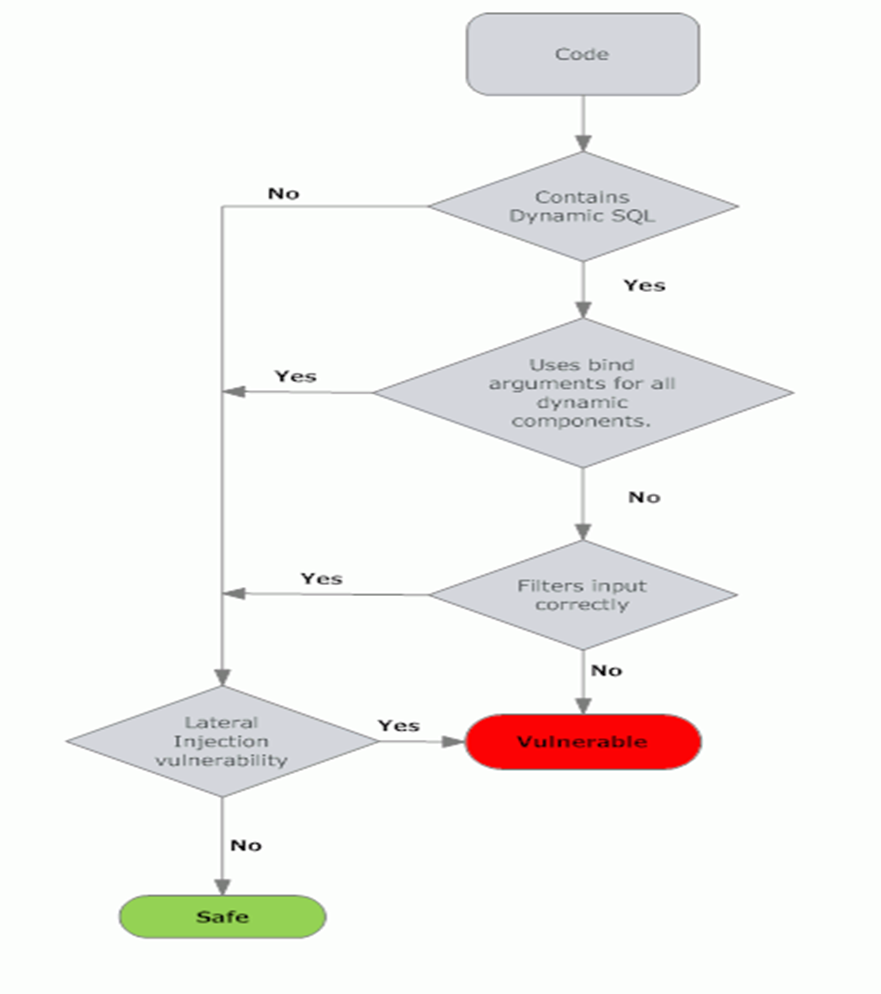 Code
No
Contains
Dynamic SQL
Yes
Uses bind
arguments for all
dynamic
components.
Yes
No
Filters input
correctly
Yes
No
Lateral
Injection
vulnerability
Yes
Vulnerable
No
Safe